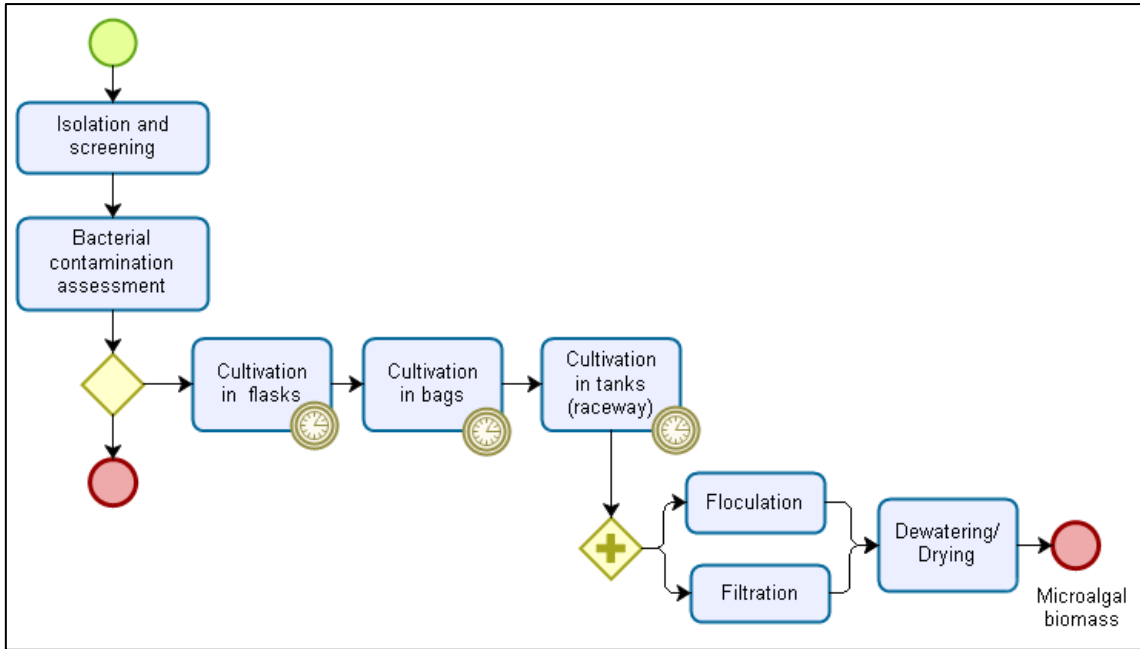 Isolation and
screening
Bacterial
contamination
assessment
Cultivation
in flasks
Cultivation
in bags
Cultivation
in tanks
(raceway)
Floculation
Filtration
Dewatering/
Drying
Microalgal
biomass